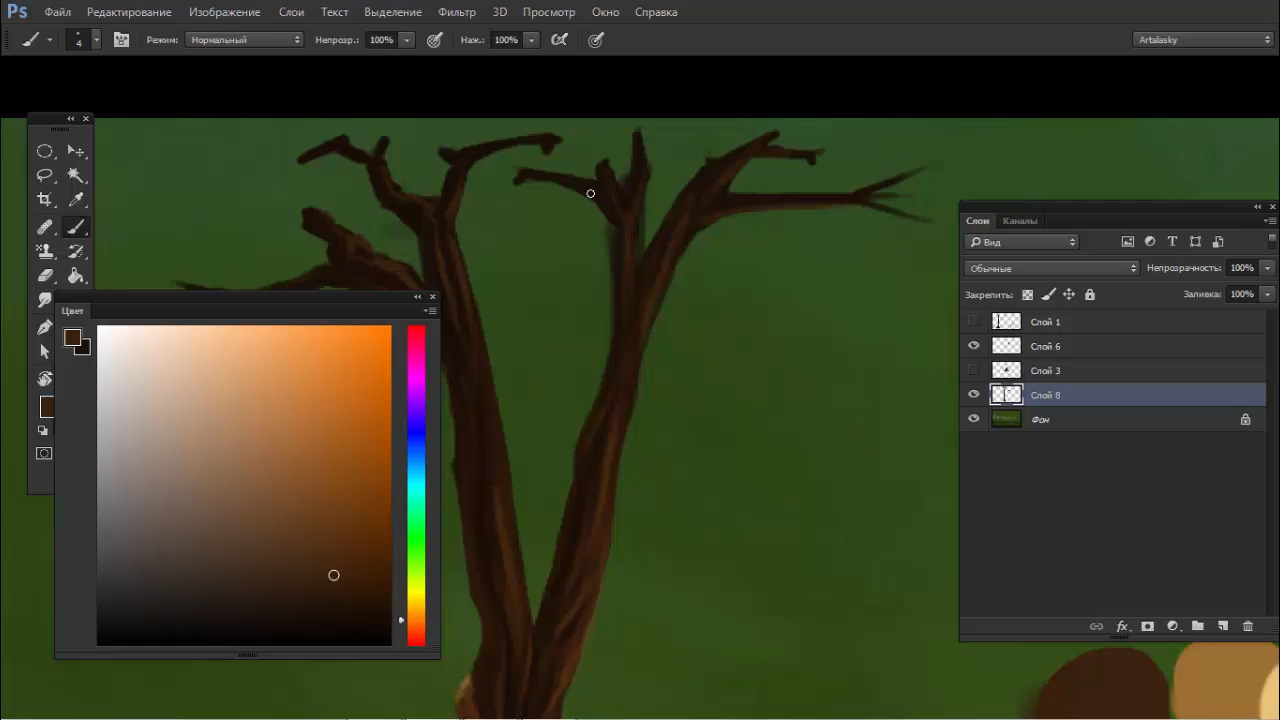 Ps Файл Редактирование Изображение Слои Текст Выделение Фильтр 3D Просмотр Окно Справка
4 Режим: Нормальный Непрозр.: 100% Наж.: 100% Artalasky
Слои Каналы
Вид
Обычные Непрозрачность: 100%
Закрепить: Заливка: 100%
Слой 1
Слой 6
Слой 3
Слой 8
Фон
fx
Цвет